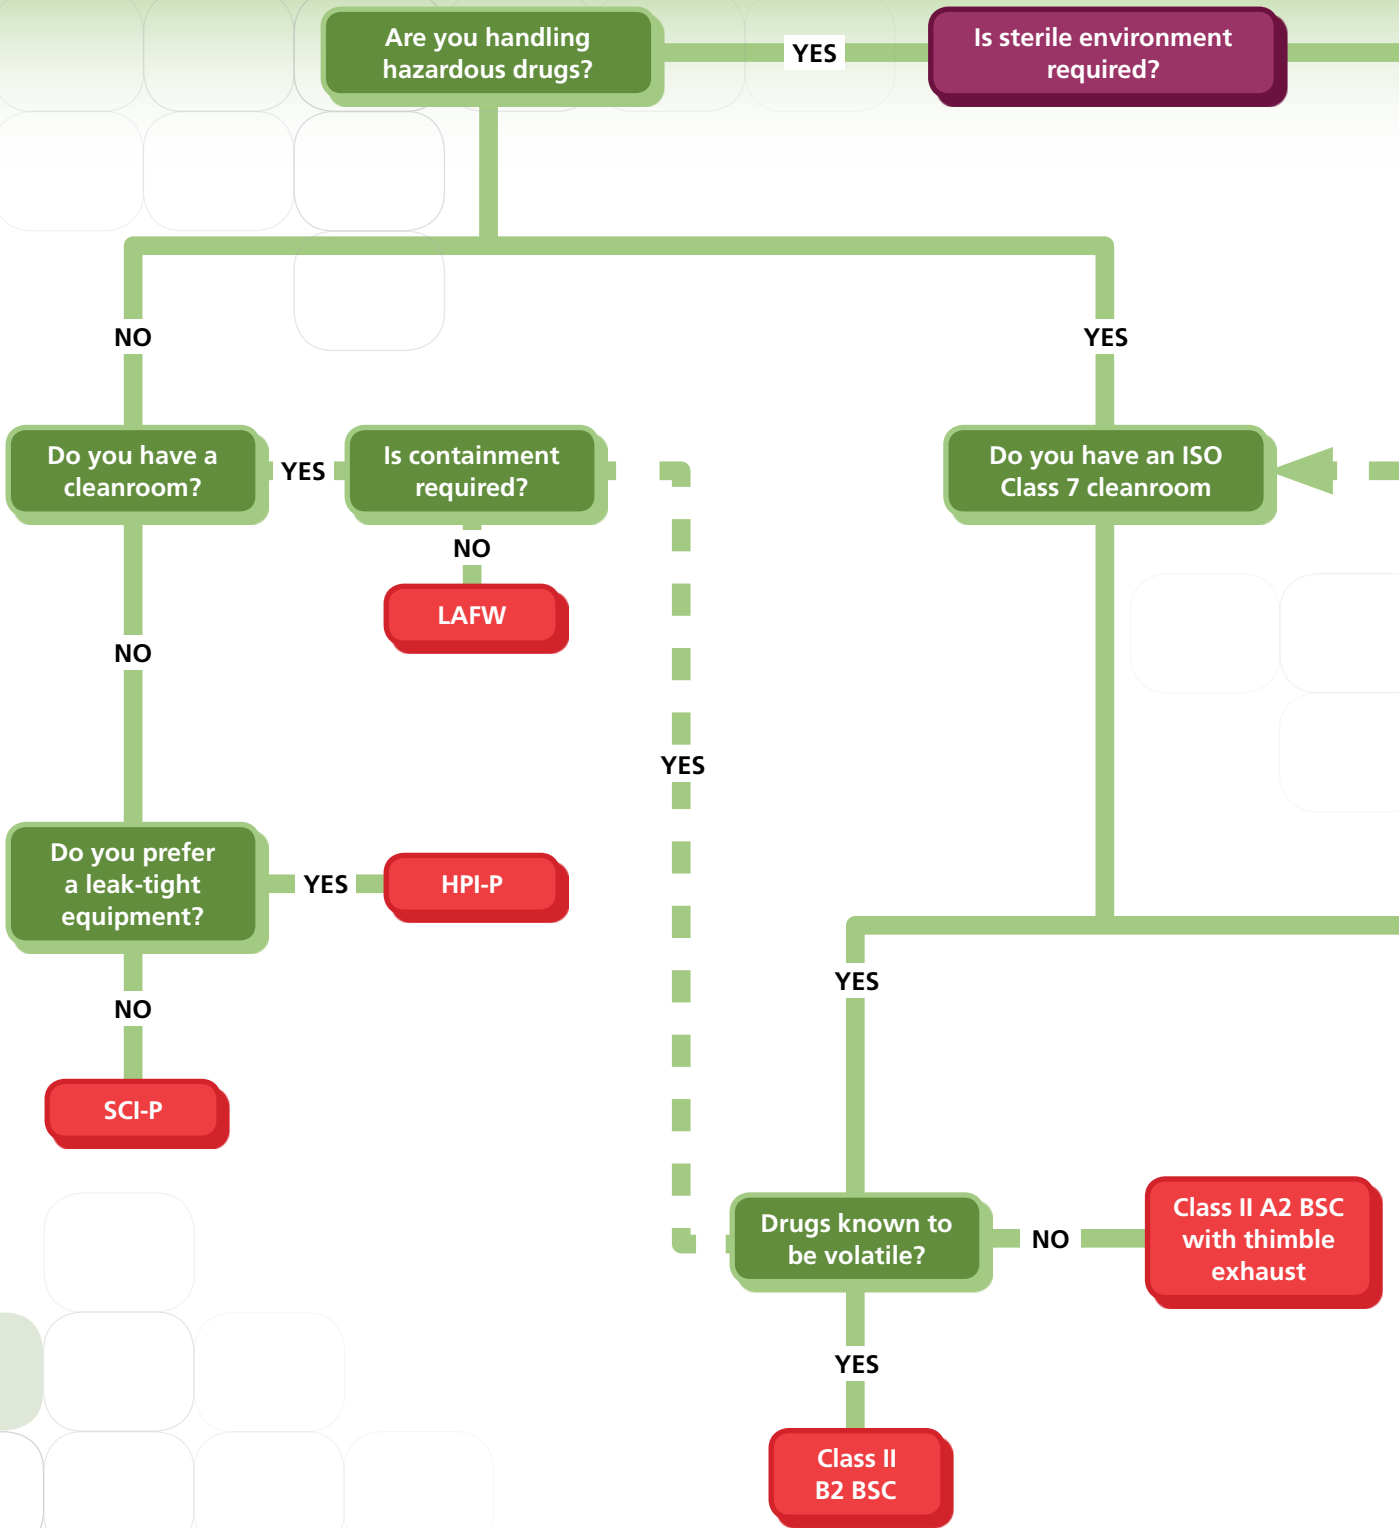 Are you handling
hazardous drugs?
YES
Is sterile environment
required?
NO
YES
Do you have a
cleanroom?
YES
Is containment
required?
Do you have an ISO
Class 7 cleanroom
NO
LAFW
NO
YES
Do you prefer
a leak-tight
equipment?
YES
HPI-P
NO
YES
SCI-P
Drugs known to
be volatile?
NO
Class II A2 BSC
with thimble
exhaust
YES
Class II
B2 BSC